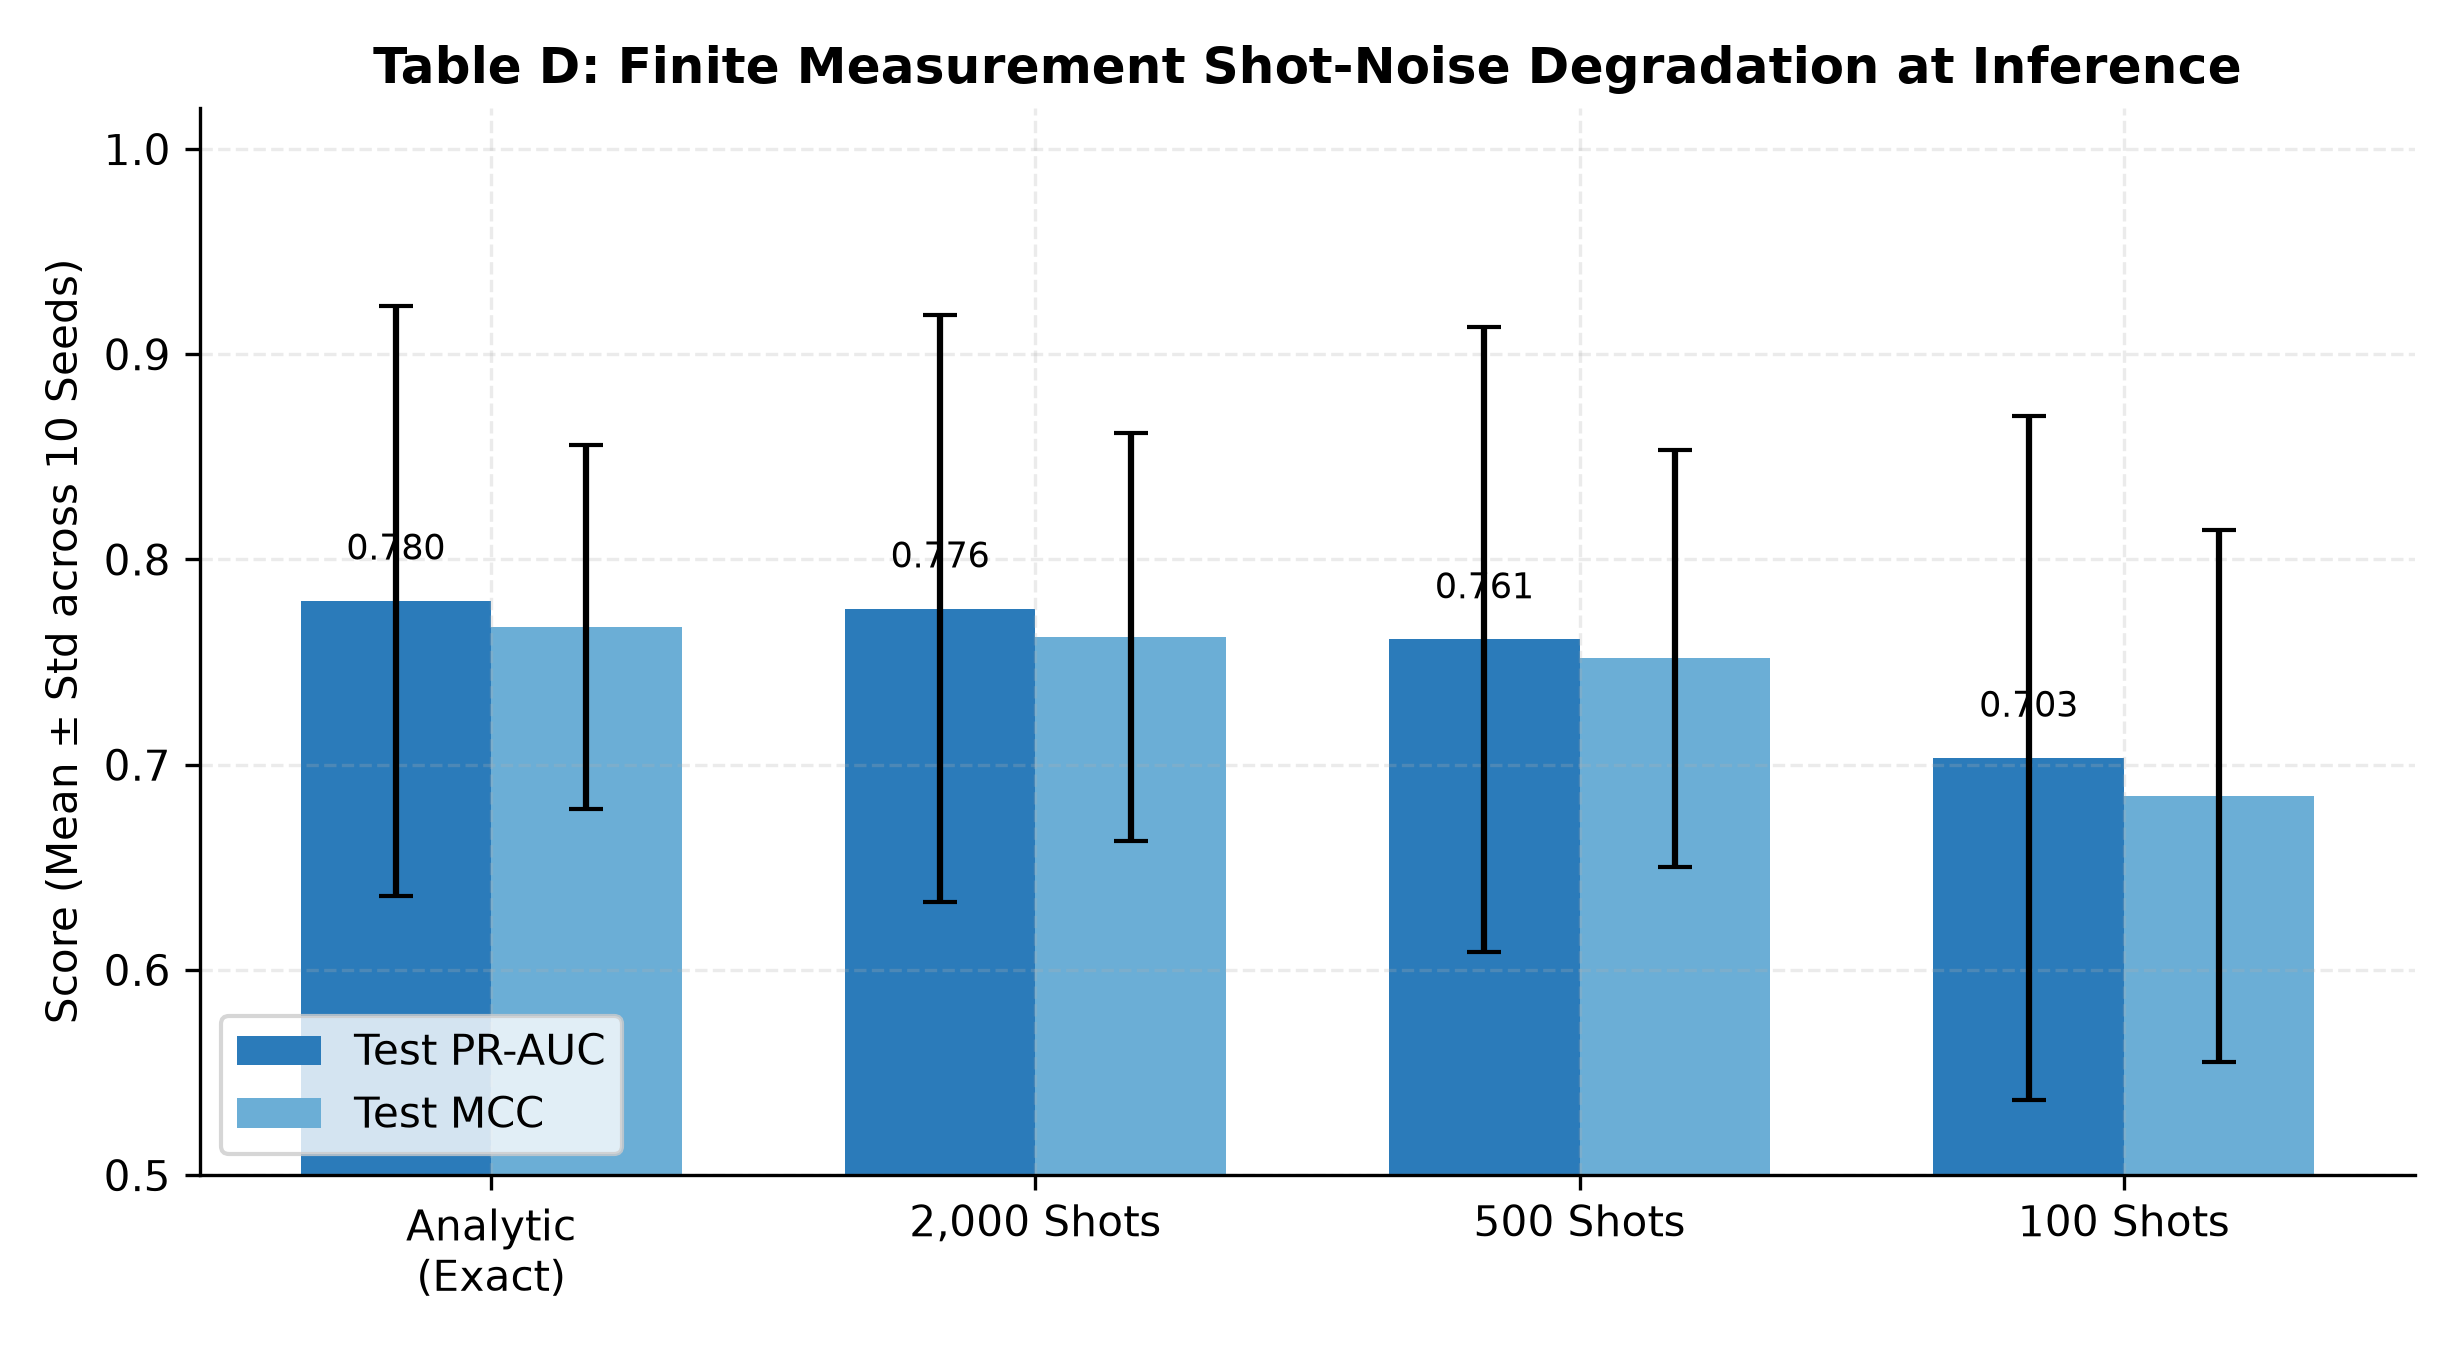 Table D: Finite Measurement Shot-Noise Degradation at Inference
Score (Mean ± Std across 10 Seeds)
1.0
0.9
0.8
0.7
0.6
0.5
0.780
0.776
0.761
0.703
Test PR-AUC
Test MCC
Analytic
(Exact)
2,000 Shots
500 Shots
100 Shots